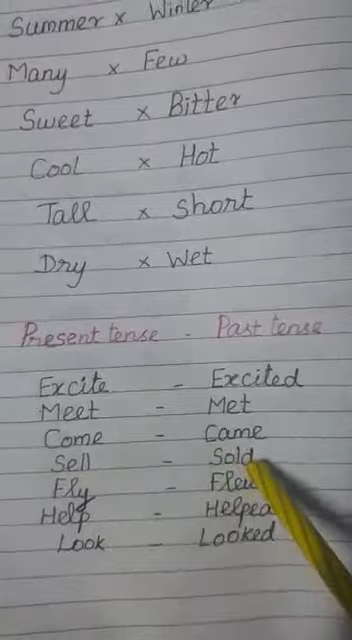 Summer × Winter
Many × Few
Sweet × Bitter
Cool × Hot
Tall × Short
Dry × Wet
Present tense - Past tense
Excite - Excited
Meet - Met
Come - Came
Sell - Sold
Fly - Flew
Help - Helped
Look - Looked